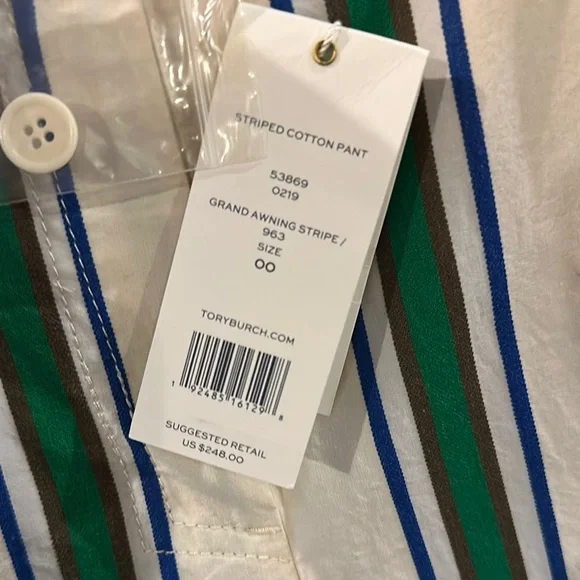 STRIPED COTTON PANT
53869
0219
GRAND AWNING STRIPE /
963
SIZE
00
TORYBURCH.COM
1 92485 16129 8
SUGGESTED RETAIL
US $248.00